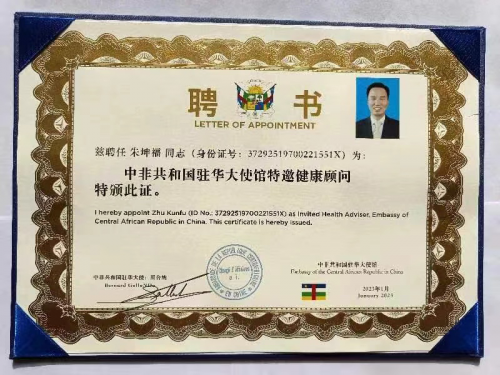 聘 书
LETTER OF APPOINTMENT
兹聘任 朱坤福 同志（身份证号：37292519700221551X）为：
中非共和国驻华大使馆特邀健康顾问
特颁此证。
I hereby appoint Zhu Kunfu (ID No.: 37292519700221551X) as Invited Health Adviser, Embassy of
Central African Republic in China. This certificate is hereby issued.
中非共和国驻华大使馆
Embassy of the Central African Republic in China
中非共和国驻华大使：
2023年1月
January 2023